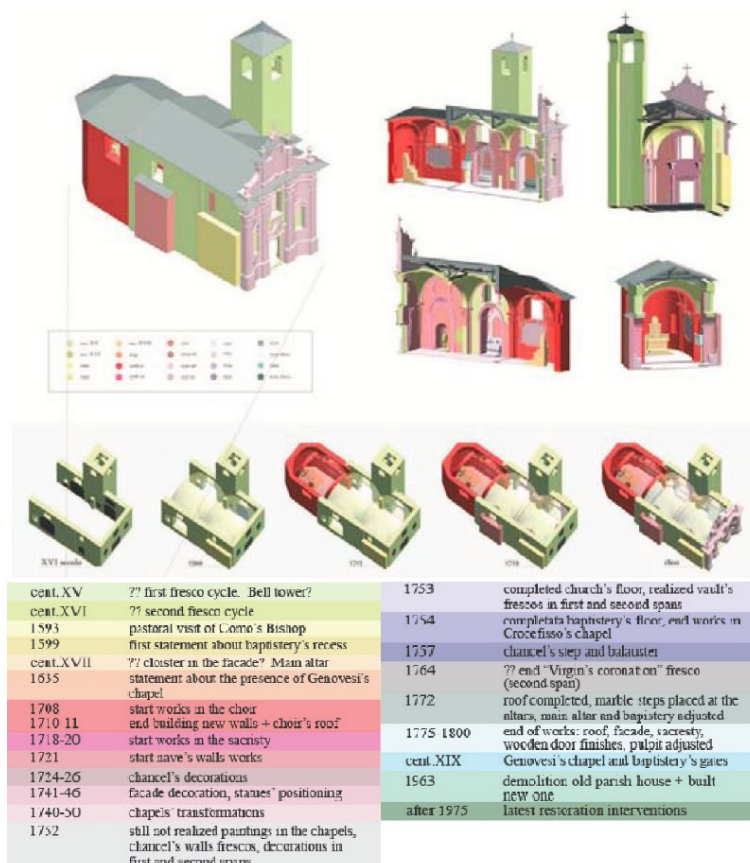 XVI secolo
1800
cent.XV ?? first fresco cycle. Bell tower?
cent.XVI ?? second fresco cycle
1593 pastoral visit of Como's Bishop
1599 first statement about baptistery's recess
cent.XVII ?? cloister in the facade? Main altar
1635 statement about the presence of Genovesi's
chapel
1708 start works in the choir
1710-11 end building new walls + choir's roof
1718-20 start works in the sacristy
1721 start nave's walls works
1724-26 chancel's decorations
1741-46 facade decoration, statues' positioning
1740-50 chapels' transformations
1752 still not realized paintings in the chapels,
chancel's walls frescos, decorations in
first and second spans
1753 completed church's floor, realized vault's
frescos in first and second spans
1754 completata baptistery's floor, end works in
Crocefisso's chapel
1757 chancel's step and balauster
1764 ?? end "Virgin's coronation" fresco
(second span)
1772 roof completed, marble steps placed at the
altars, main altar and bapistery adjusted
1775-1800 end of works: roof, facade, sacresty,
wooden door finishes, pulpit adjusted
cent.XIX Genovesi's chapel and baptistery's gates
1963 demolition old parish house + built
new one
after 1975 latest restoration interventions